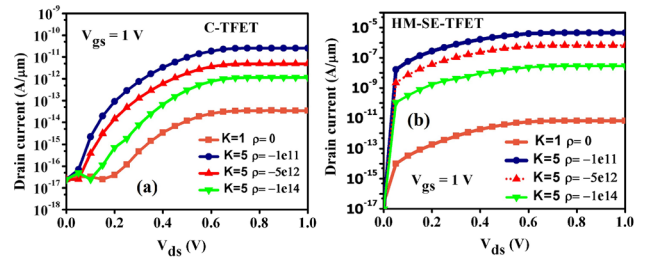 C-TFET
V_gs = 1 V
Drain current (A/μm)
10^-9
10^-10
10^-11
10^-12
10^-13
10^-14
10^-15
10^-16
10^-17
K=1 ρ= 0
K=5 ρ= −1e11
K=5 ρ= −5e12
K=5 ρ= −1e14
(a)
0.0 0.2 0.4 0.6 0.8 1.0
V_ds (V)
HM-SE-TFET
Drain current (A/μm)
10^-5
10^-7
10^-9
10^-11
10^-13
10^-15
10^-17
(b)
K=1 ρ= 0
K=5 ρ= −1e11
K=5 ρ= −5e12
K=5 ρ= −1e14
V_gs = 1 V
0.0 0.2 0.4 0.6 0.8 1.0
V_ds (V)